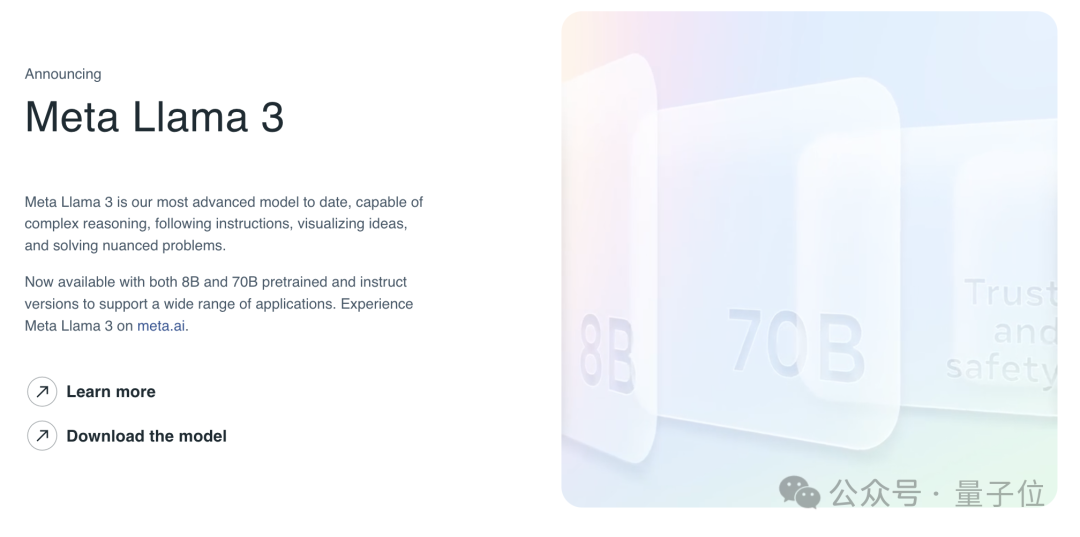 Announcing
Meta Llama 3
Meta Llama 3 is our most advanced model to date, capable of
complex reasoning, following instructions, visualizing ideas,
and solving nuanced problems.
Now available with both 8B and 70B pretrained and instruct
versions to support a wide range of applications. Experience
Meta Llama 3 on meta.ai.
Learn more
Download the model
8B
70B
Trust
and
safety
公众号 · 量子位